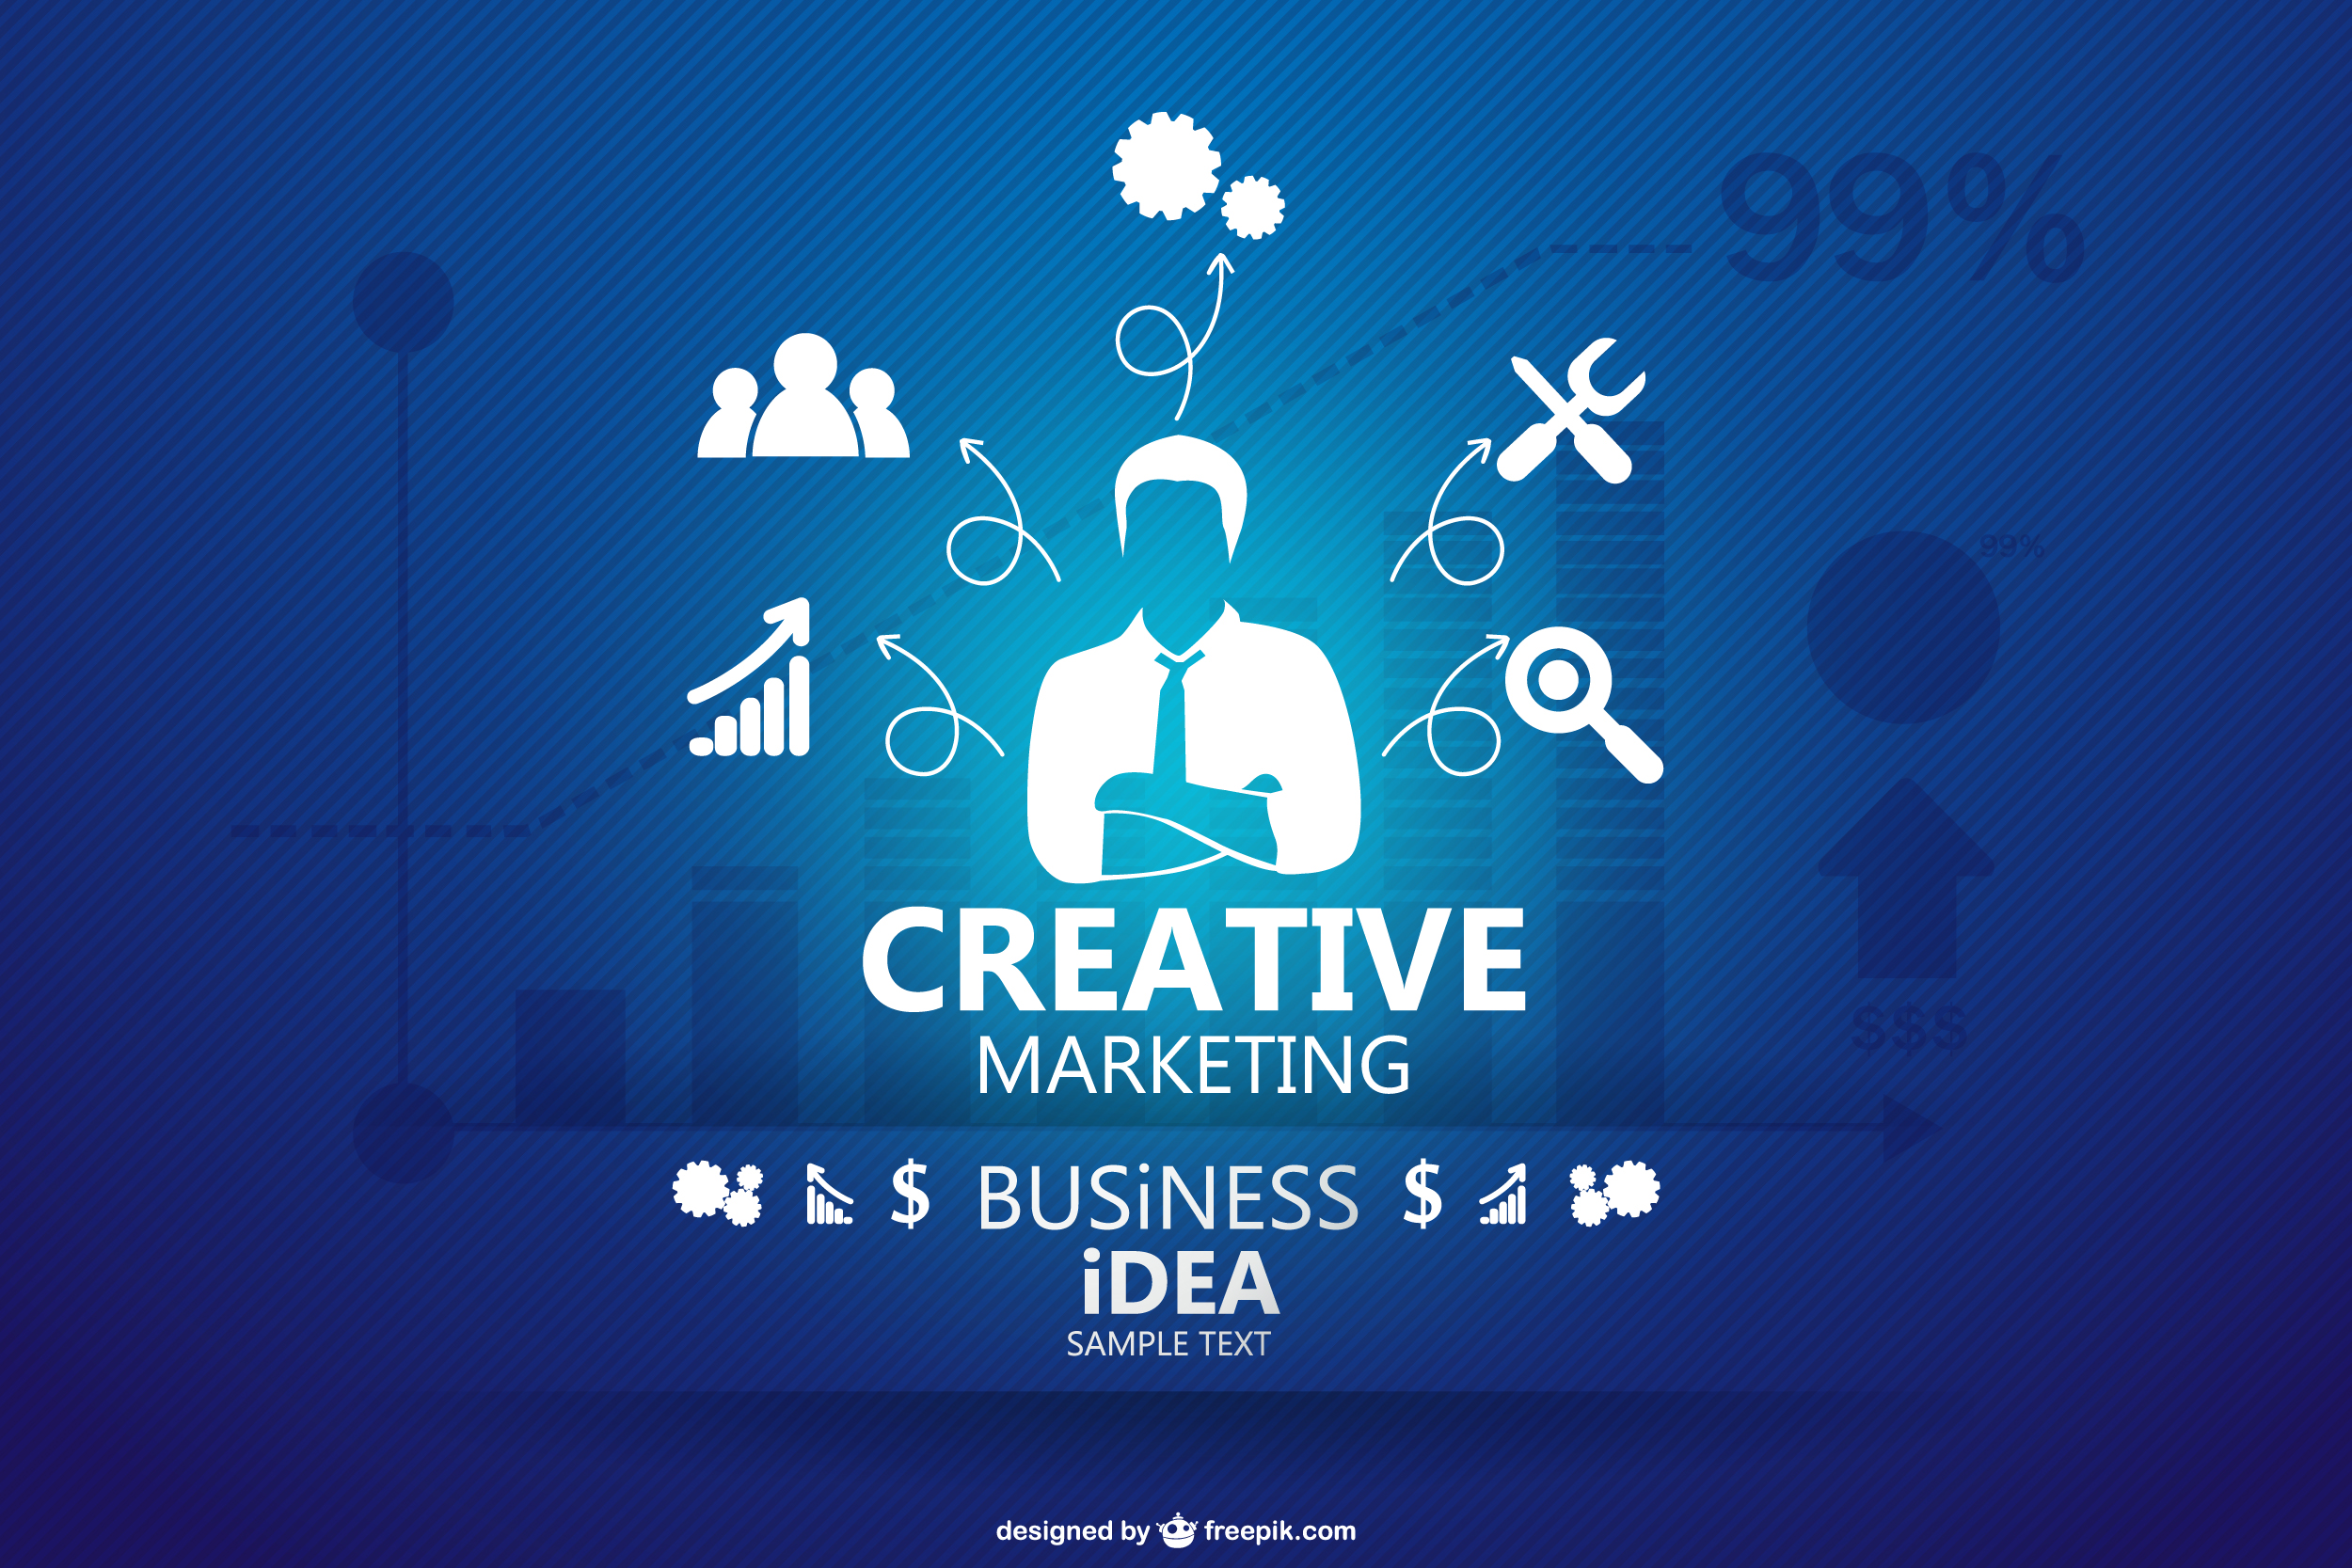 99%
99%
CREATIVE
MARKETING
$$$
$ BUSiNESS $
iDEA
SAMPLE TEXT
designed by freepik.com